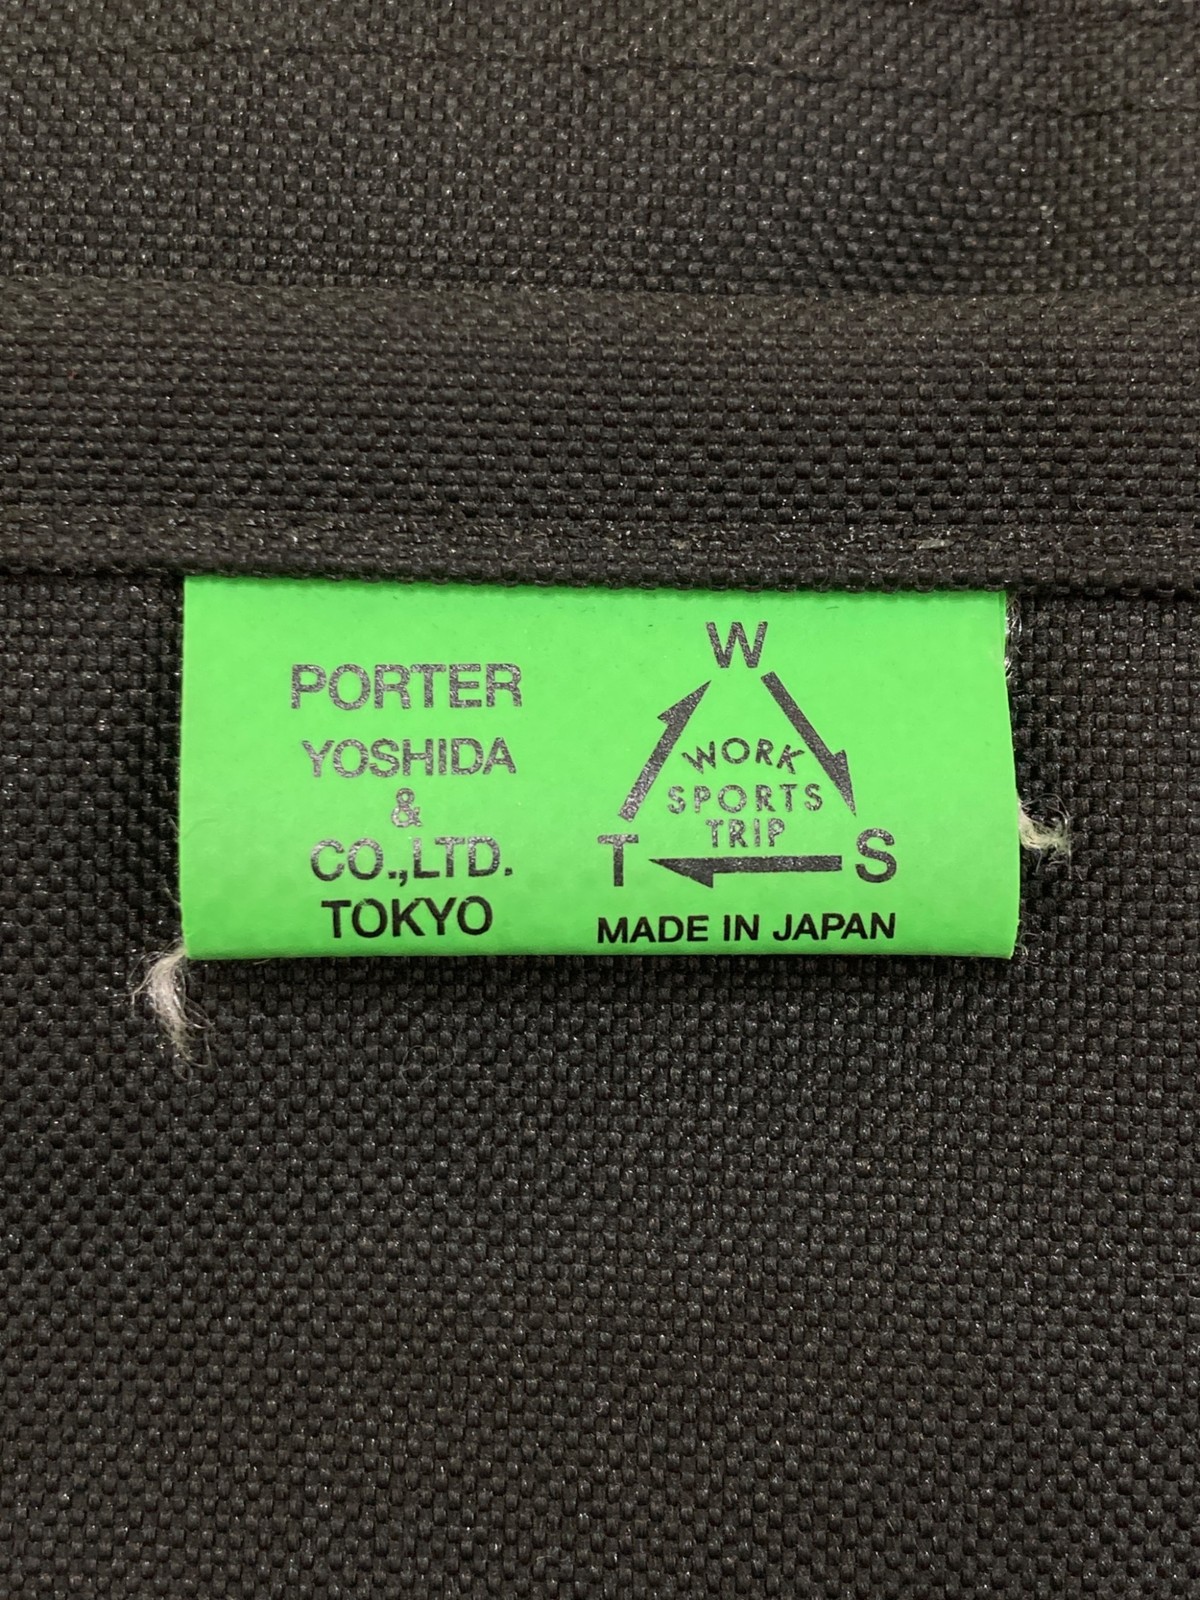 PORTER
YOSHIDA
&
CO.,LTD.
TOKYO
W
WORK
SPORTS
TRIP
T
S
MADE IN JAPAN